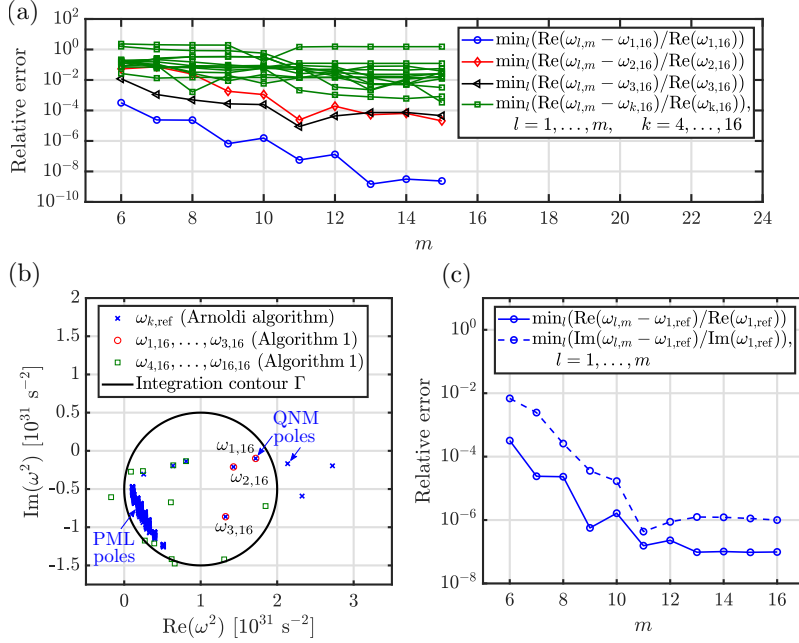 (a)
Relative error
10^2
10^0
10^-2
10^-4
10^-6
10^-8
10^-10
6 8 10 12 14 16 18 20 22 24
m
min_l(Re(ω_{l,m} − ω_{1,16})/Re(ω_{1,16}))
min_l(Re(ω_{l,m} − ω_{2,16})/Re(ω_{2,16}))
min_l(Re(ω_{l,m} − ω_{3,16})/Re(ω_{3,16}))
min_l(Re(ω_{l,m} − ω_{k,16})/Re(ω_{k,16})),
l = 1, . . . , m, k = 4, . . . , 16
(b)
Im(ω^2) [10^31 s^-2]
2
1.5
1
0.5
0
-0.5
-1
-1.5
0 1 2 3
Re(ω^2) [10^31 s^-2]
ω_{k,ref} (Arnoldi algorithm)
ω_{1,16}, . . . , ω_{3,16} (Algorithm 1)
ω_{4,16}, . . . , ω_{16,16} (Algorithm 1)
Integration contour Γ
QNM
poles
ω_{1,16}
ω_{2,16}
ω_{3,16}
PML
poles
(c)
Relative error
10^0
10^-2
10^-4
10^-6
10^-8
6 8 10 12 14 16
m
min_l(Re(ω_{l,m} − ω_{1,ref})/Re(ω_{1,ref}))
min_l(Im(ω_{l,m} − ω_{1,ref})/Im(ω_{1,ref})),
l = 1, . . . , m